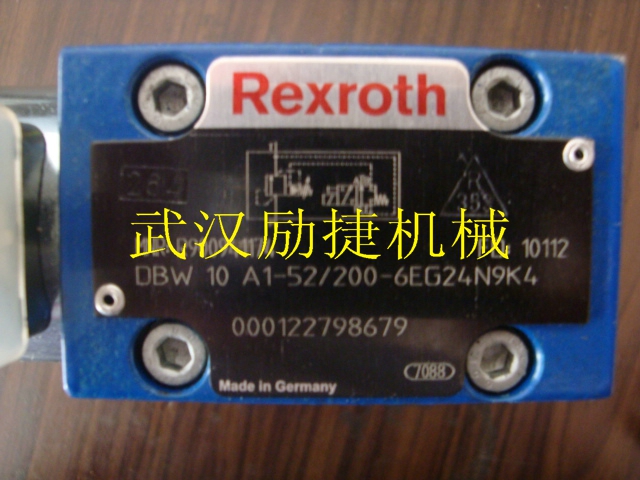 Rexroth
武汉励捷机械
10112
DBW 10 A1-52/200-6EG24N9K4
000122798679
7088
Made in Germany